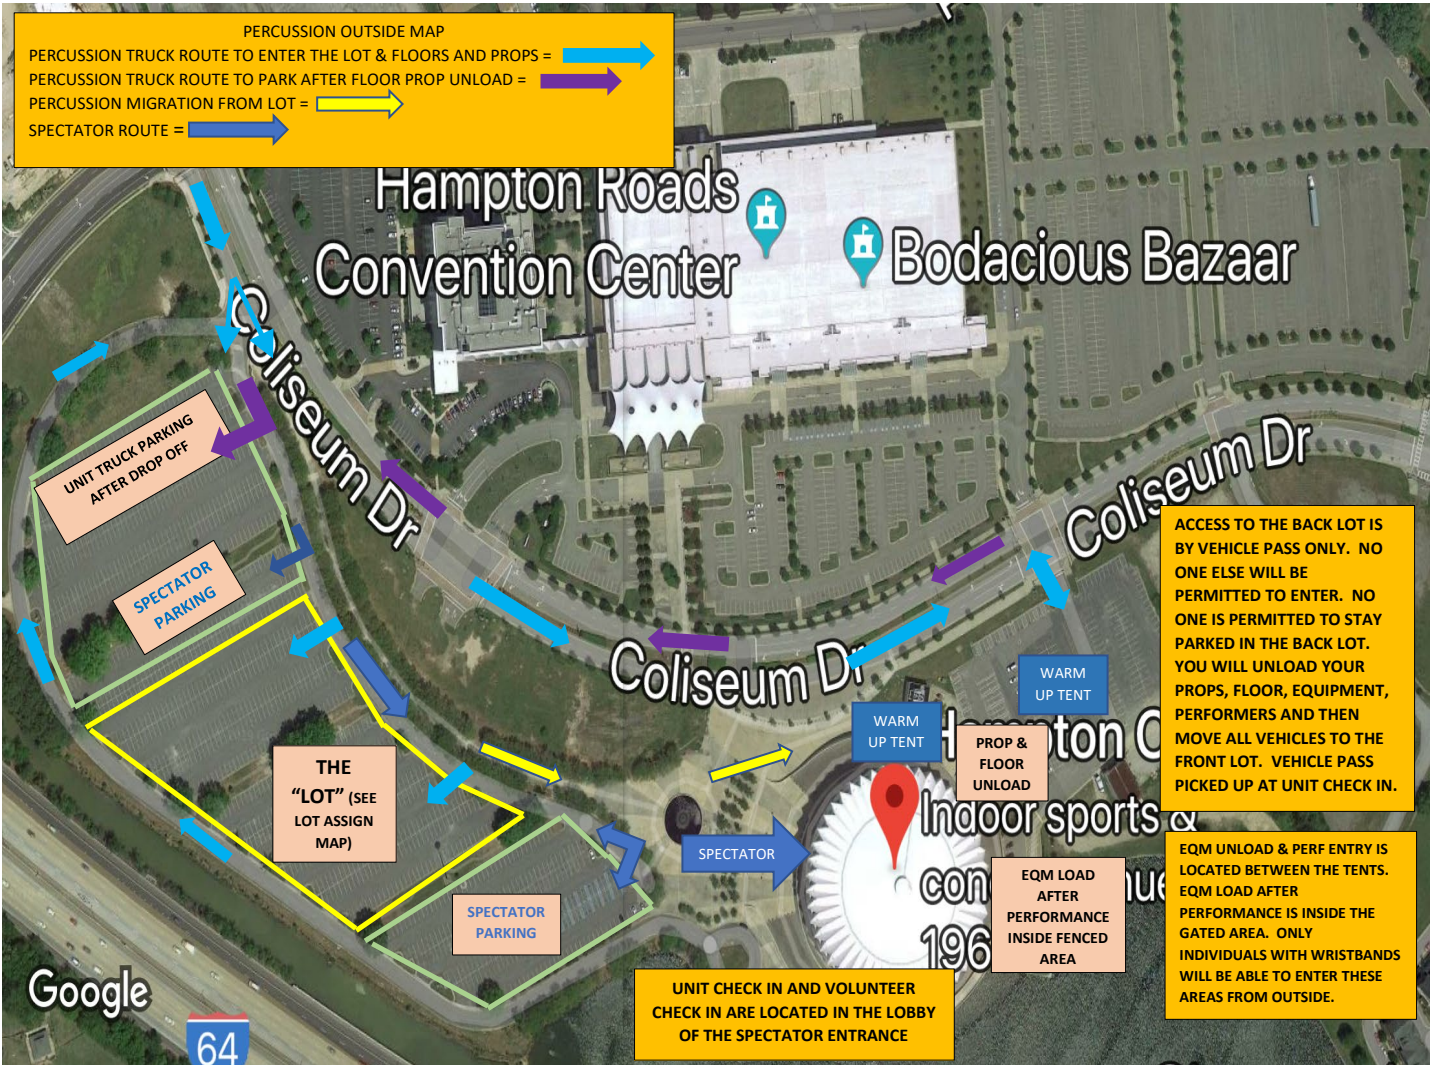 PERCUSSION OUTSIDE MAP
PERCUSSION TRUCK ROUTE TO ENTER THE LOT & FLOORS AND PROPS =
PERCUSSION TRUCK ROUTE TO PARK AFTER FLOOR PROP UNLOAD =
PERCUSSION MIGRATION FROM LOT =
SPECTATOR ROUTE =
Hampton Roads
Convention Center
Bodacious Bazaar
Coliseum Dr
Coliseum Dr
Coliseum Dr
UNIT TRUCK PARKING
AFTER DROP OFF
SPECTATOR
PARKING
THE
"LOT" (SEE
LOT ASSIGN
MAP)
SPECTATOR
PARKING
SPECTATOR
WARM
UP TENT
WARM
UP TENT
PROP &
FLOOR
UNLOAD
Indoor sports &
EQM LOAD
AFTER
PERFORMANCE
INSIDE FENCED
AREA
ACCESS TO THE BACK LOT IS
BY VEHICLE PASS ONLY. NO
ONE ELSE WILL BE
PERMITTED TO ENTER. NO
ONE IS PERMITTED TO STAY
PARKED IN THE BACK LOT.
YOU WILL UNLOAD YOUR
PROPS, FLOOR, EQUIPMENT,
PERFORMERS AND THEN
MOVE ALL VEHICLES TO THE
FRONT LOT. VEHICLE PASS
PICKED UP AT UNIT CHECK IN.
EQM UNLOAD & PERF ENTRY IS
LOCATED BETWEEN THE TENTS.
EQM LOAD AFTER
PERFORMANCE IS INSIDE THE
GATED AREA. ONLY
INDIVIDUALS WITH WRISTBANDS
WILL BE ABLE TO ENTER THESE
AREAS FROM OUTSIDE.
UNIT CHECK IN AND VOLUNTEER
CHECK IN ARE LOCATED IN THE LOBBY
OF THE SPECTATOR ENTRANCE
Google
64